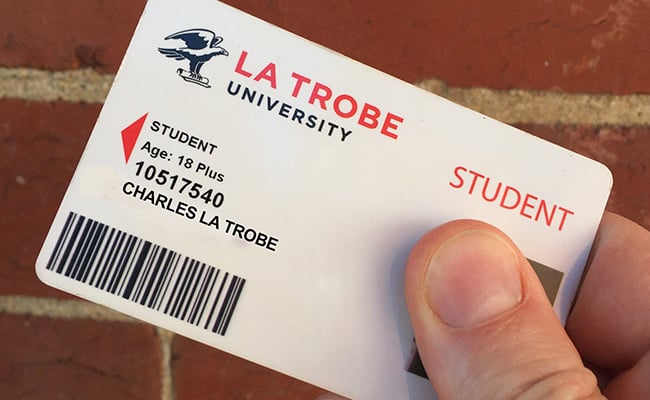 LA TROBE
UNIVERSITY
STUDENT
Age: 18 Plus
10517540
CHARLES LA TROBE
STUDENT